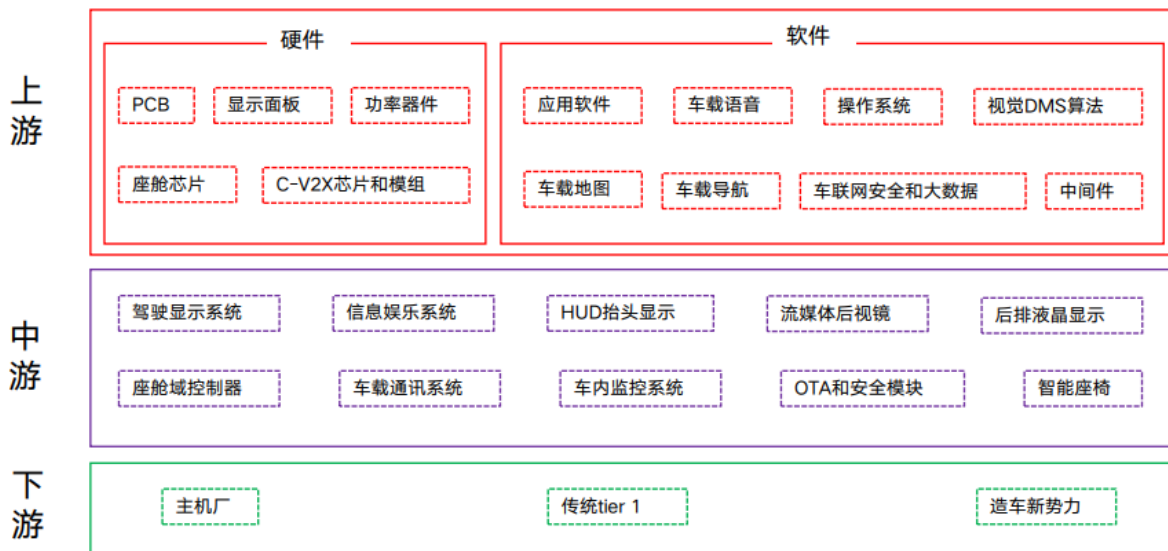 上游
硬件
软件
PCB
显示面板
功率器件
应用软件
车载语音
操作系统
视觉DMS算法
座舱芯片
C-V2X芯片和模组
车载地图
车载导航
车联网安全和大数据
中间件
中游
驾驶显示系统
信息娱乐系统
HUD抬头显示
流媒体后视镜
后排液晶显示
座舱域控制器
车载通讯系统
车内监控系统
OTA和安全模块
智能座椅
下游
主机厂
传统tier 1
造车新势力